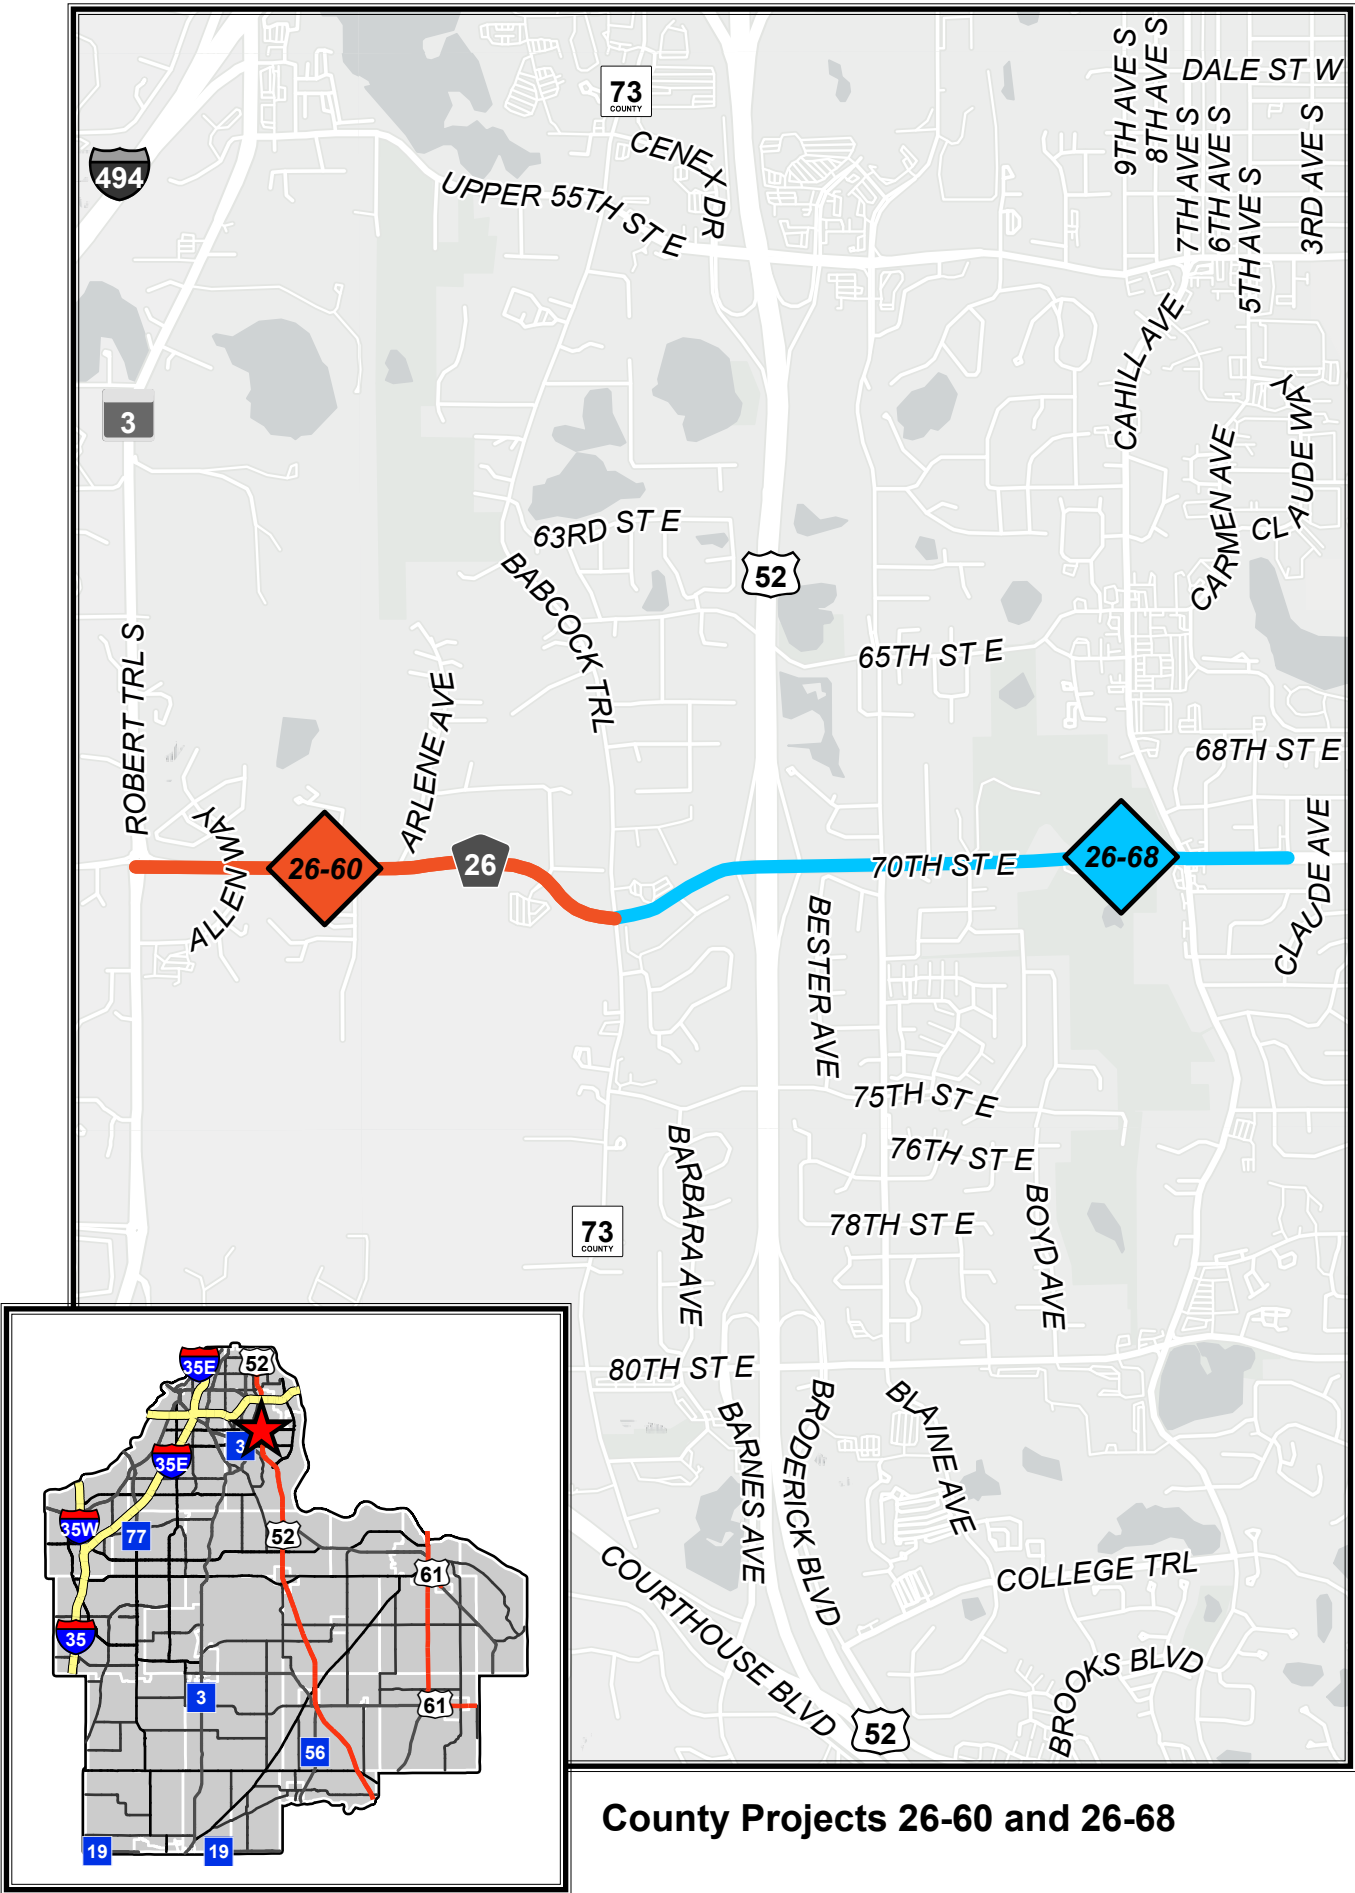 9TH AVE S
8TH AVE S
DALE ST W
73
COUNTY
7TH AVE S
6TH AVE S
5TH AVE S
3RD AVE S
CENEX DR
494
UPPER 55TH ST E
CAHILL AVE
3
CLAUDE WAY
CARMEN AVE
63RD ST E
52
BABCOCK TRL
ROBERT TRL S
65TH ST E
ARLENE AVE
68TH ST E
ALLEN WAY
26-60
26
70TH ST E
26-68
CLAUDE AVE
BESTER AVE
75TH ST E
BARBARA AVE
76TH ST E
73
COUNTY
78TH ST E
BOYD AVE
80TH ST E
BARNES AVE
BRODERICK BLVD
BLAINE AVE
COURTHOUSE BLVD
COLLEGE TRL
BROOKS BLVD
52
35E
52
3
35E
35W
77
52
61
35
3
61
56
19
19
County Projects 26-60 and 26-68